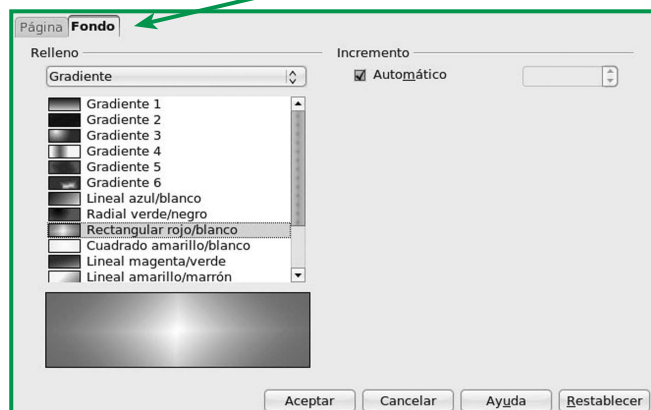 Página Fondo
Relleno
Incremento
Gradiente
Automático
Gradiente 1
Gradiente 2
Gradiente 3
Gradiente 4
Gradiente 5
Gradiente 6
Lineal azul/blanco
Radial verde/negro
Rectangular rojo/blanco
Cuadrado amarillo/blanco
Lineal magenta/verde
Lineal amarillo/marrón
Aceptar Cancelar Ayuda Restablecer